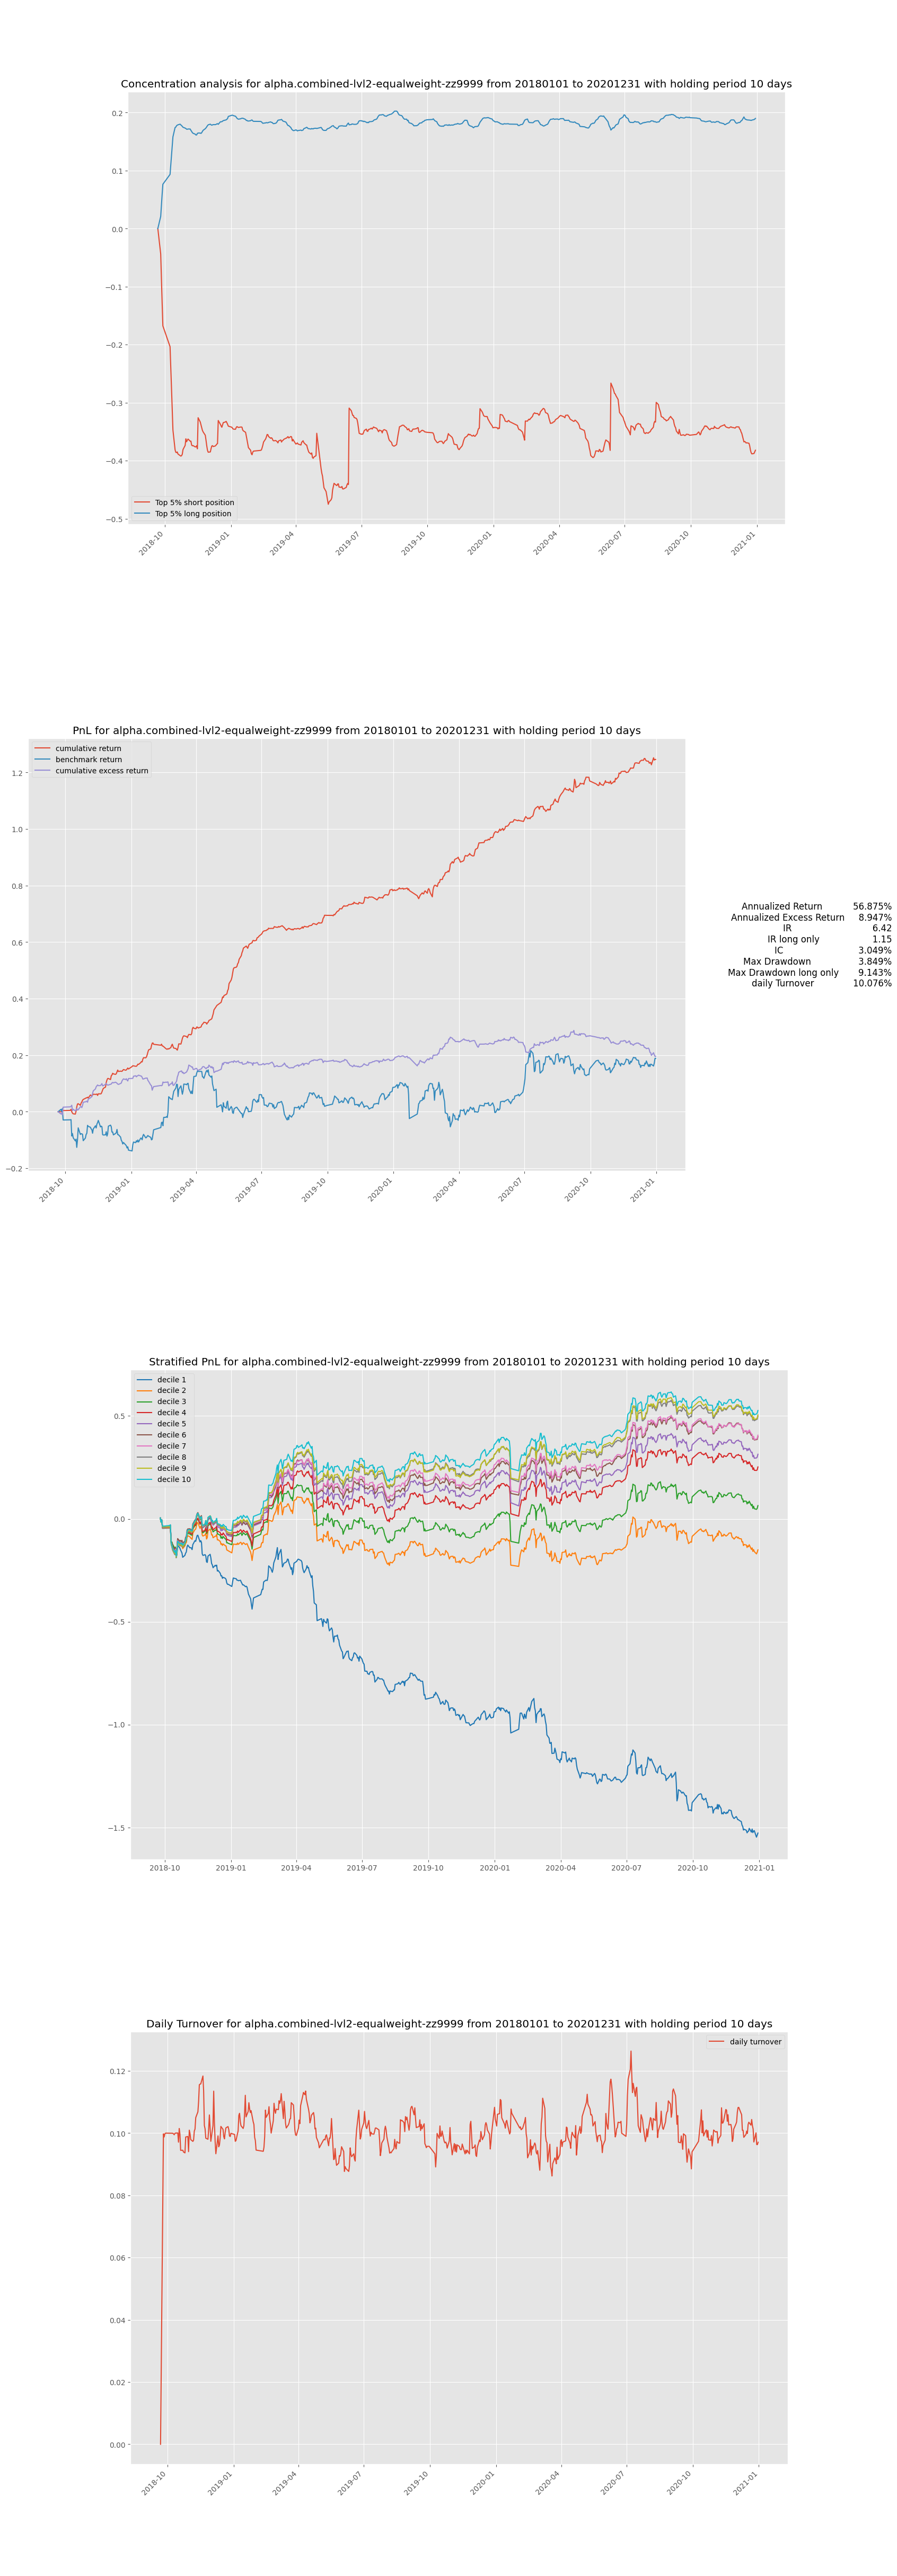 Concentration analysis for alpha.combined-lvl2-equalweight-zz9999 from 20180101 to 20201231 with holding period 10 days
0.2
0.1
0.0
−0.1
−0.2
−0.3
−0.4
−0.5
Top 5% short position
Top 5% long position
2018-10 2019-01 2019-04 2019-07 2019-10 2020-01 2020-04 2020-07 2020-10 2021-01
PnL for alpha.combined-lvl2-equalweight-zz9999 from 20180101 to 20201231 with holding period 10 days
cumulative return
benchmark return
cumulative excess return
1.2
1.0
0.8
0.6
0.4
0.2
0.0
−0.2
2018-10 2019-01 2019-04 2019-07 2019-10 2020-01 2020-04 2020-07 2020-10 2021-01
Annualized Return 56.875%
Annualized Excess Return 8.947%
IR 6.42
IR long only 1.15
IC 3.049%
Max Drawdown 3.849%
Max Drawdown long only 9.143%
daily Turnover 10.076%
Stratified PnL for alpha.combined-lvl2-equalweight-zz9999 from 20180101 to 20201231 with holding period 10 days
decile 1
decile 2
decile 3
decile 4
decile 5
decile 6
decile 7
decile 8
decile 9
decile 10
0.5
0.0
−0.5
−1.0
−1.5
2018-10 2019-01 2019-04 2019-07 2019-10 2020-01 2020-04 2020-07 2020-10 2021-01
Daily Turnover for alpha.combined-lvl2-equalweight-zz9999 from 20180101 to 20201231 with holding period 10 days
daily turnover
0.12
0.10
0.08
0.06
0.04
0.02
0.00
2018-10 2019-01 2019-04 2019-07 2019-10 2020-01 2020-04 2020-07 2020-10 2021-01